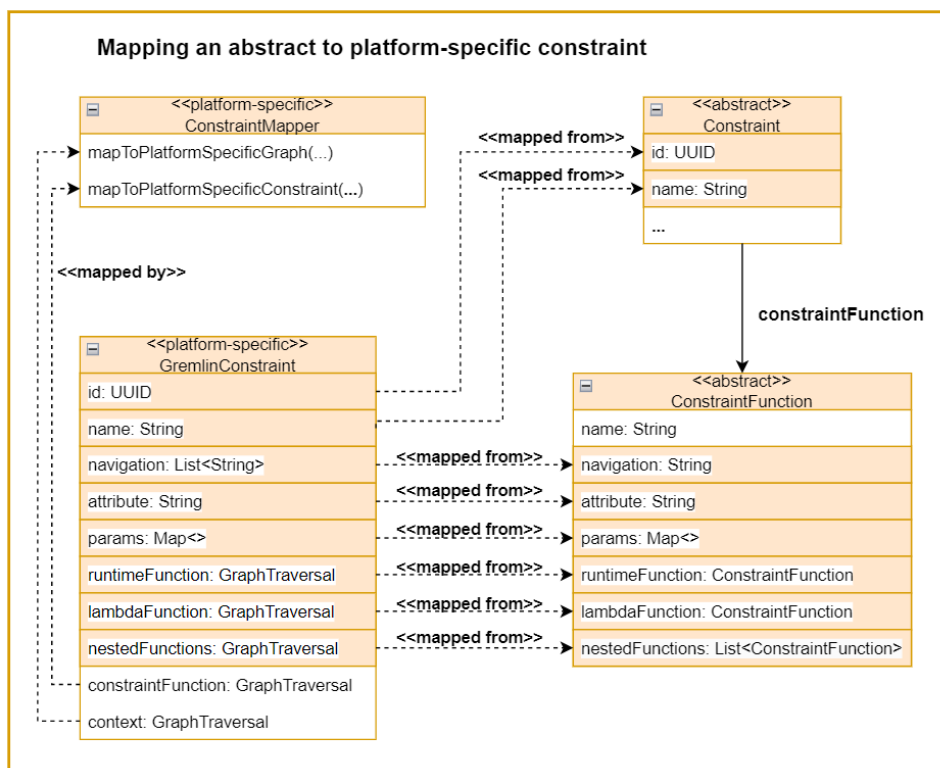 Mapping an abstract to platform-specific constraint
<<platform-specific>>
ConstraintMapper
mapToPlatformSpecificGraph(...)
mapToPlatformSpecificConstraint(...)
<<mapped from>>
<<mapped from>>
<<abstract>>
Constraint
id: UUID
name: String
...
<<mapped by>>
constraintFunction
<<platform-specific>>
GremlinConstraint
id: UUID
name: String
navigation: List<String>
attribute: String
params: Map<>
runtimeFunction: GraphTraversal
lambdaFunction: GraphTraversal
nestedFunctions: GraphTraversal
constraintFunction: GraphTraversal
context: GraphTraversal
<<mapped from>>
<<mapped from>>
<<mapped from>>
<<mapped from>>
<<mapped from>>
<<mapped from>>
<<abstract>>
ConstraintFunction
name: String
navigation: String
attribute: String
params: Map<>
runtimeFunction: ConstraintFunction
lambdaFunction: ConstraintFunction
nestedFunctions: List<ConstraintFunction>